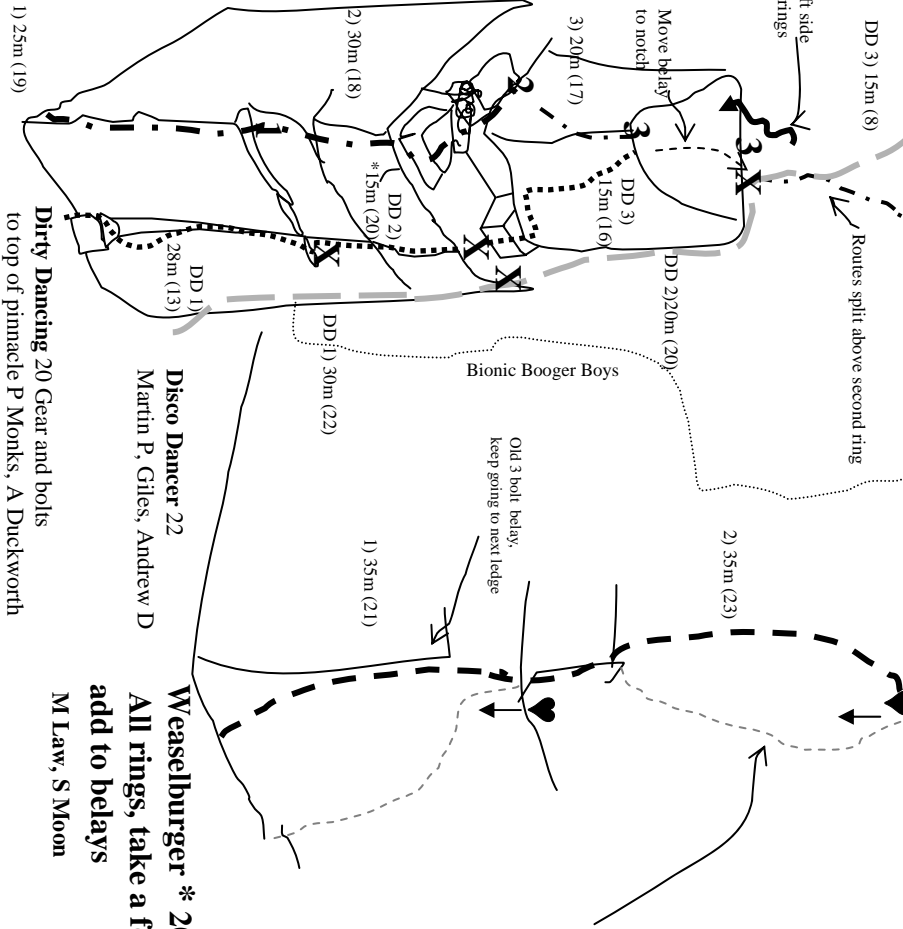 ft side
rings
DD 3) 15m (8)
Move belay
to notch
3) 20m (17)
2) 30m (18)
1) 25m (19)
DD 3)
15m (16)
DD 2)
*15m (20)
DD 1)
28m (13)
Routes split above second ring
DD 2)20m (20)
DD 1) 30m (22)
Bionic Booger Boys
Dirty Dancing 20 Gear and bolts
to top of pinnacle P Monks, A Duckworth
Disco Dancer 22
Martin P, Giles, Andrew D
Old 3 bolt belay,
keep going to next ledge
2) 35m (23)
1) 35m (21)
Weaselburger * 2
All rings, take a f
add to belays
M Law, S Moon